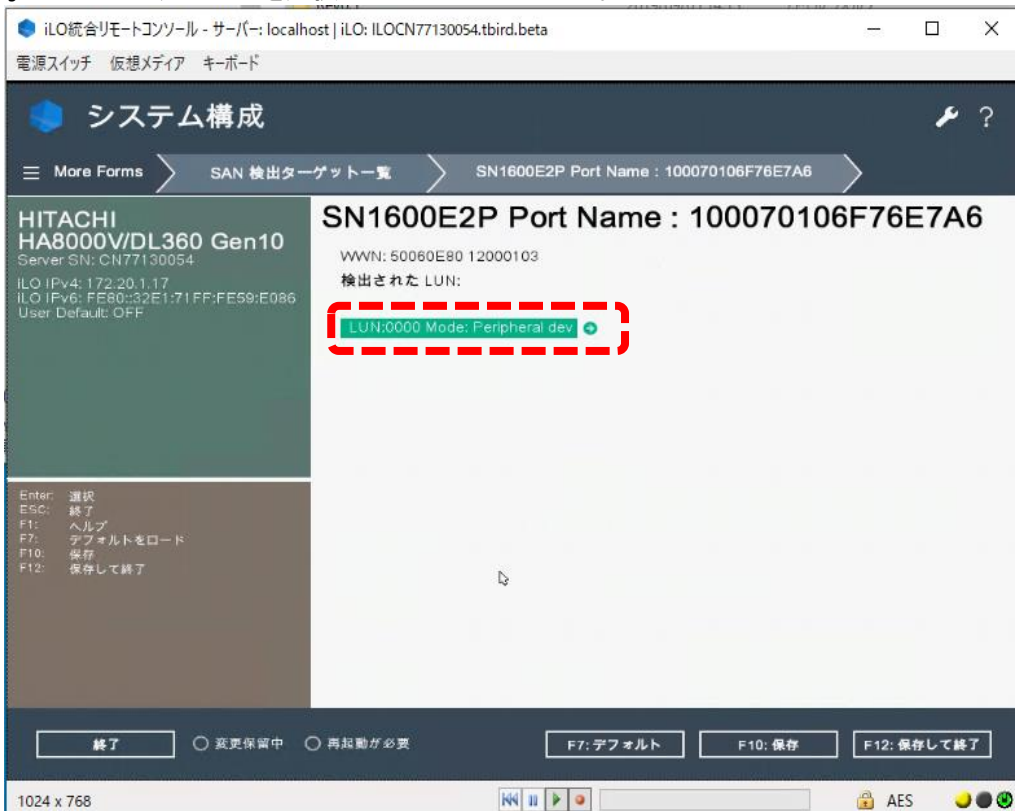 iLO統合リモートコンソール - サーバー: localhost | iLO: ILOCN77130054.tbird.beta
電源スイッチ 仮想メディア キーボード
システム構成
?
More Forms
SAN 検出ターゲット一覧
SN1600E2P Port Name : 100070106F76E7A6
HITACHI
HA8000V/DL360 Gen10
Server SN: CN77130054
iLO IPv4: 172.20.1.17
iLO IPv6: FE80::32E1:71FF:FE59:E086
User Default: OFF
SN1600E2P Port Name : 100070106F76E7A6
WWN: 50060E80 12000103
検出された LUN:
LUN:0000 Mode: Peripheral dev
Enter: 選択
ESC: 終了
F1: ヘルプ
F7: デフォルトをロード
F10: 保存
F12: 保存して終了
終了
変更保留中
再起動が必要
F7: デフォルト
F10: 保存
F12: 保存して終了
1024 x 768
AES